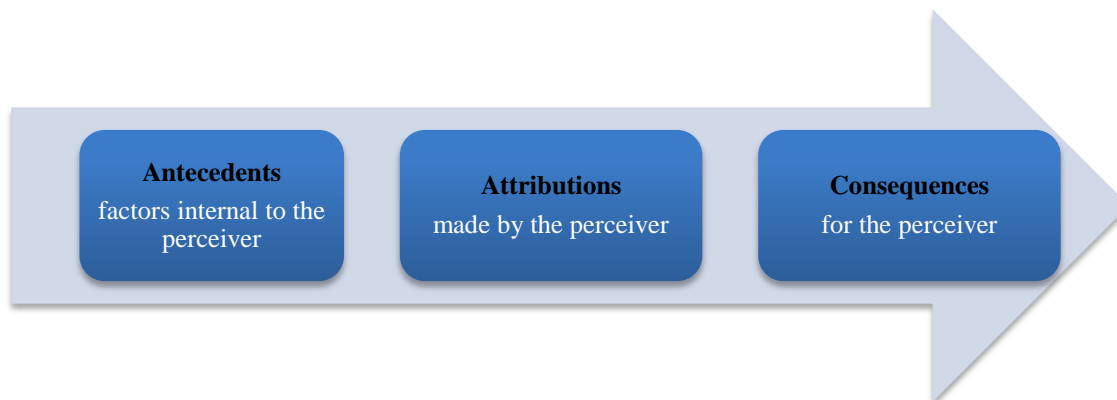 Antecedents
factors internal to the
perceiver
Attributions
made by the perceiver
Consequences
for the perceiver